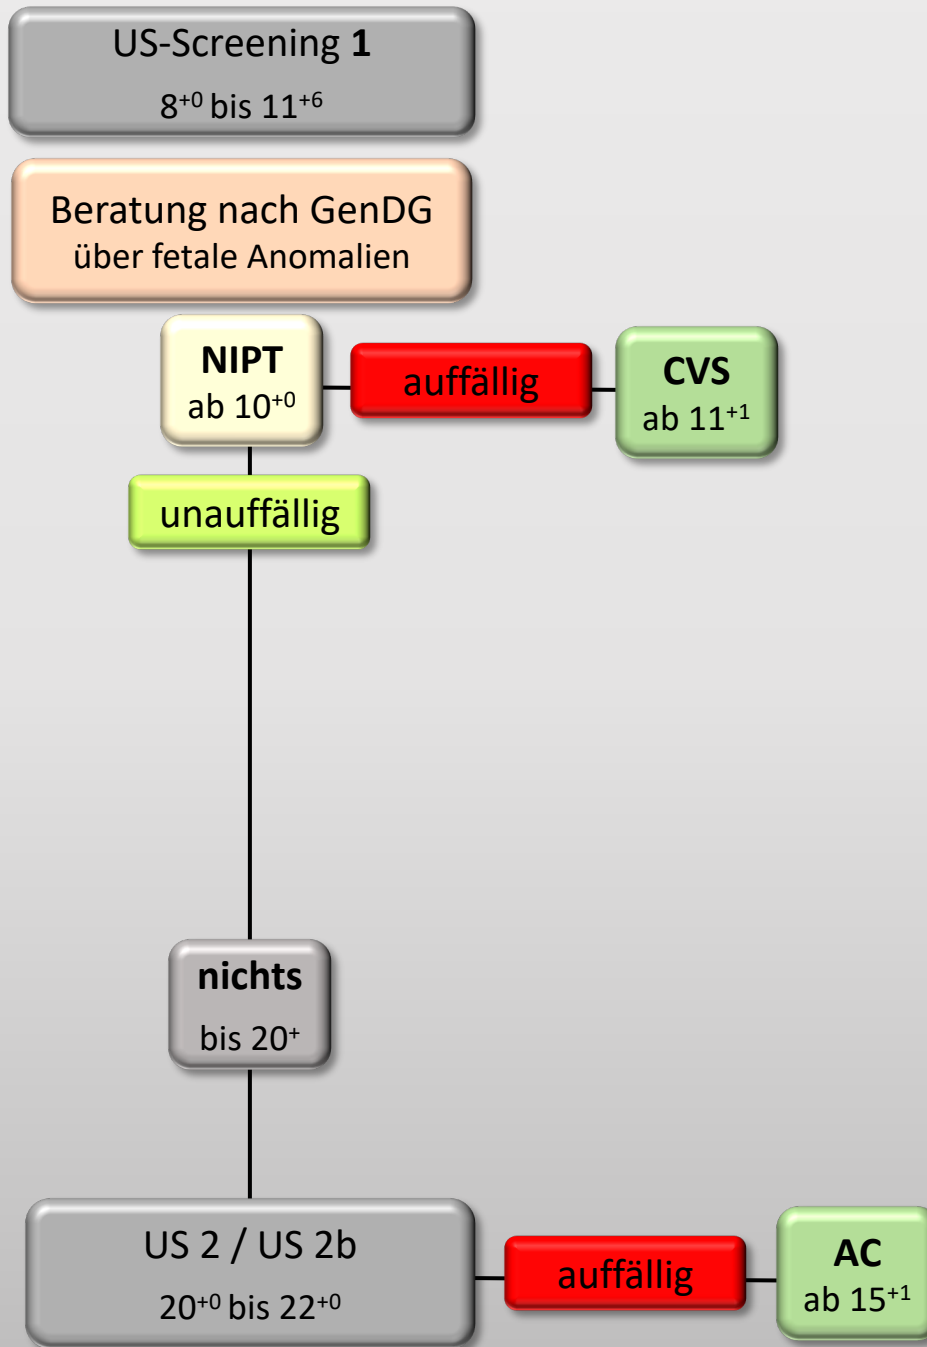 US-Screening 1
8+0 bis 11+6
Beratung nach GenDG
über fetale Anomalien
NIPT
ab 10+0
auffällig
CVS
ab 11+1
unauffällig
nichts
bis 20+
US 2 / US 2b
20+0 bis 22+0
auffällig
AC
ab 15+1